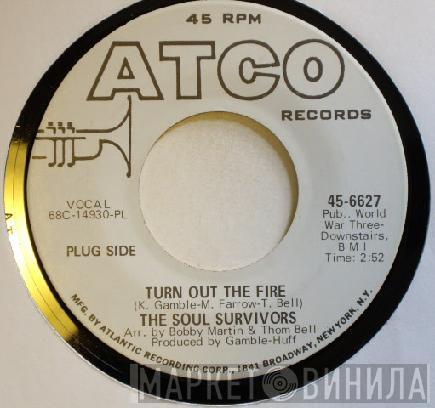 45 RPM
ATCO
RECORDS
VOCAL
68C-14930-PL
PLUG SIDE
45-6627
Pub., World
War Three-
Downstairs,
BMI
Time: 2:52
TURN OUT THE FIRE
(K. Gamble-M. Farrow-T. Bell)
THE SOUL SURVIVORS
Arr. by Bobby Martin & Thom Bell
Produced by Gamble-Huff
MFG. BY ATLANTIC RECORDING CORP., 1841 BROADWAY, NEW YORK, N.Y.
МАРКЕТ ВИНИЛА